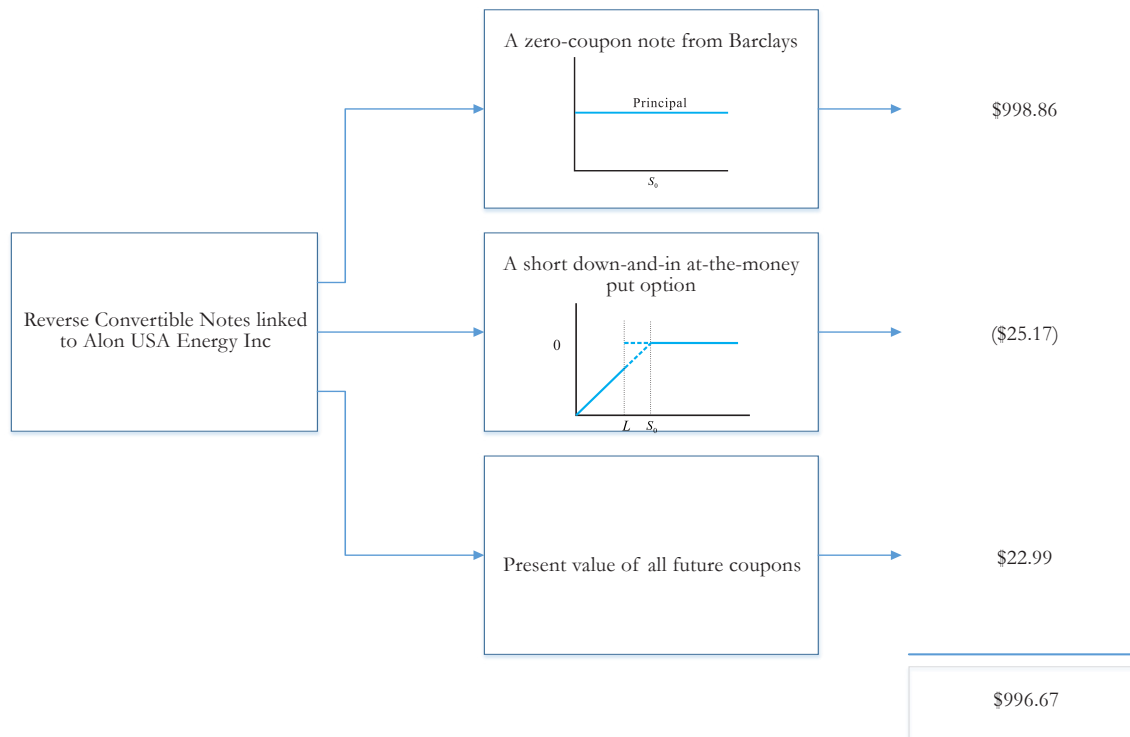 A zero-coupon note from Barclays
Principal
S₀
$998.86
Reverse Convertible Notes linked
to Alon USA Energy Inc
A short down-and-in at-the-money
put option
0
L S₀
($25.17)
Present value of all future coupons
$22.99
$996.67